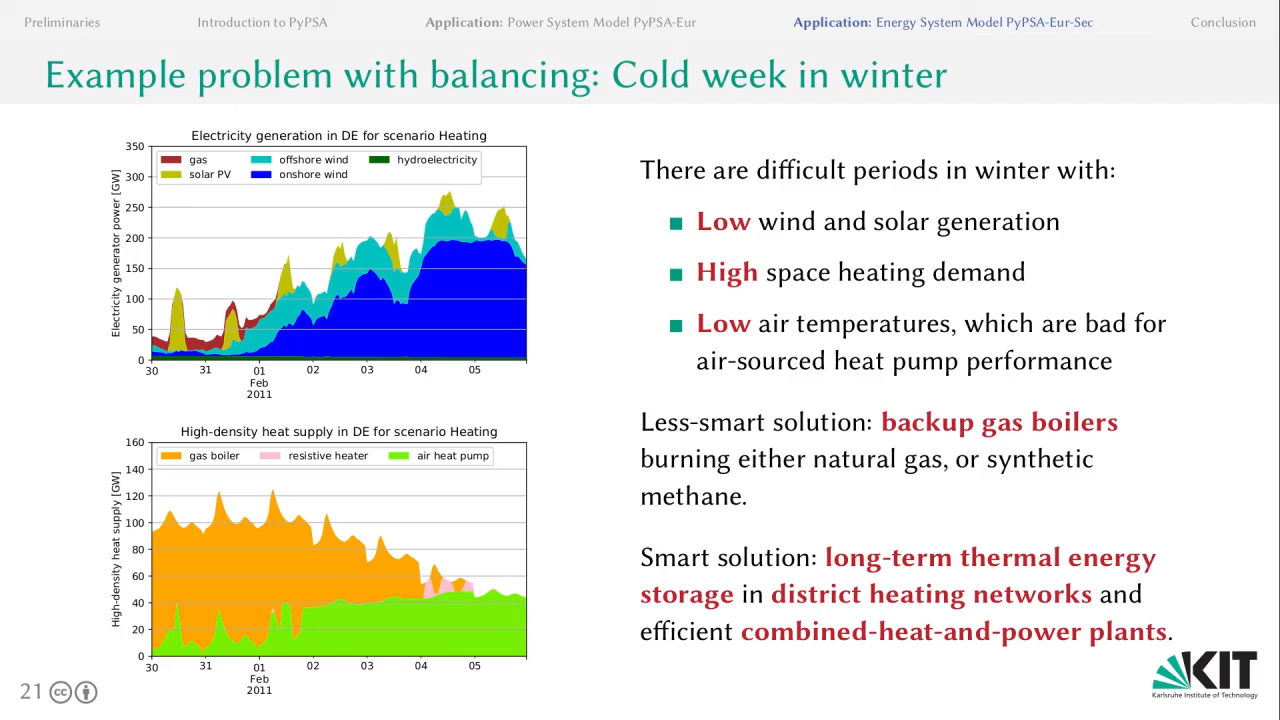 Preliminaries Introduction to PyPSA Application: Power System Model PyPSA-Eur Application: Energy System Model PyPSA-Eur-Sec Conclusion
Example problem with balancing: Cold week in winter
Electricity generation in DE for scenario Heating
gas offshore wind hydroelectricity
solar PV onshore wind
Electricity generator power [GW]
350
300
250
200
150
100
50
0
30 31 01 02 03 04 05
Feb
2011
High-density heat supply in DE for scenario Heating
gas boiler resistive heater air heat pump
High-density heat supply [GW]
160
140
120
100
80
60
40
20
0
30 31 01 02 03 04 05
Feb
2011
There are difficult periods in winter with:
Low wind and solar generation
High space heating demand
Low air temperatures, which are bad for
air-sourced heat pump performance
Less-smart solution: backup gas boilers
burning either natural gas, or synthetic
methane.
Smart solution: long-term thermal energy
storage in district heating networks and
efficient combined-heat-and-power plants.
21
cc
KIT
Karlsruhe Institute of Technology